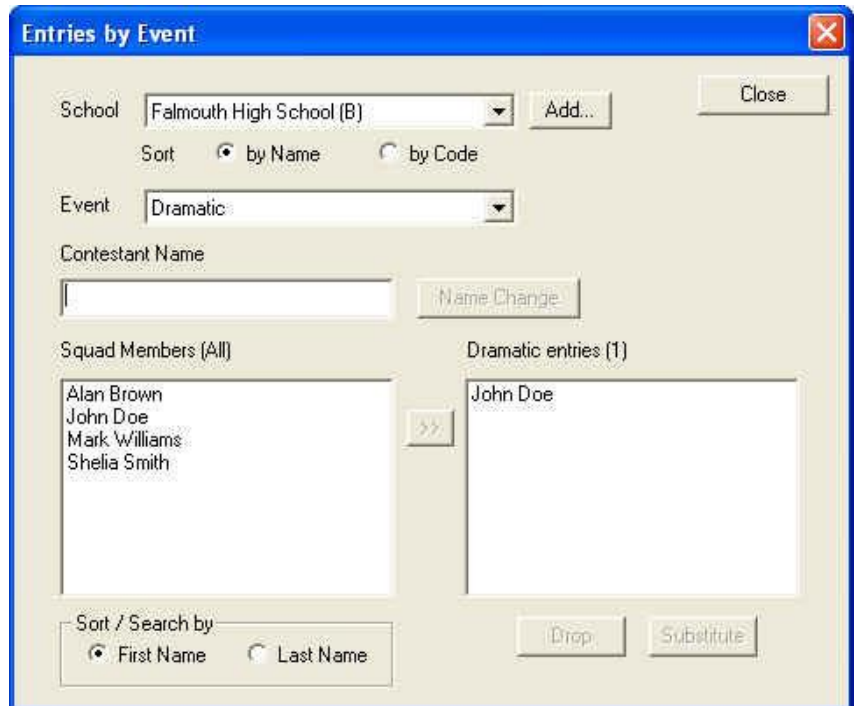 Entries by Event
Close
School Falmouth High School (B) Add...
Sort by Name by Code
Event Dramatic
Contestant Name
Name Change
Squad Members (All) Dramatic entries (1)
Alan Brown John Doe
John Doe
>>
Mark Williams
Shelia Smith
Sort / Search by
First Name Last Name
Drop Substitute